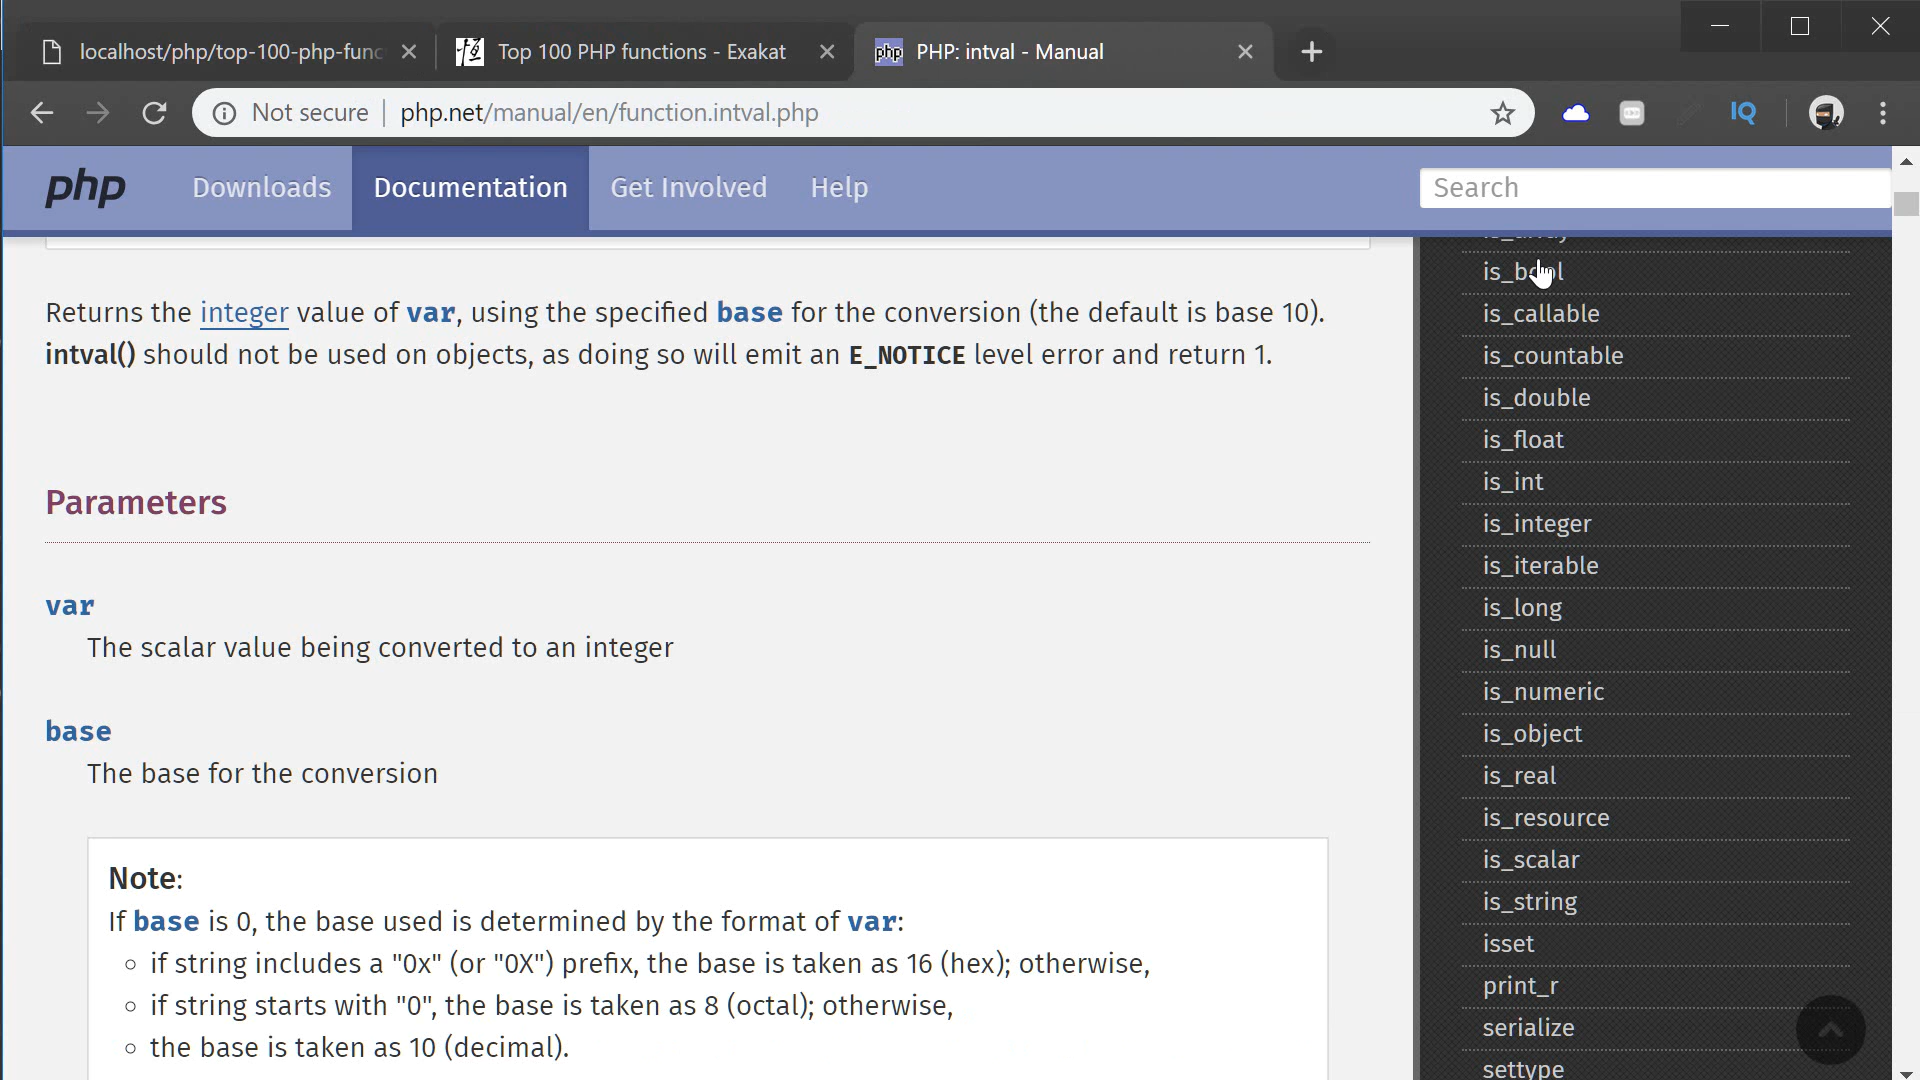 localhost/php/top-100-php-func
Top 100 PHP functions - Exakat
php PHP: intval - Manual
Not secure
php.net/manual/en/function.intval.php
IQ
php
Downloads
Documentation
Get Involved
Help
Search
Returns the integer value of var, using the specified base for the conversion (the default is base 10).
intval() should not be used on objects, as doing so will emit an E_NOTICE level error and return 1.
Parameters
var
The scalar value being converted to an integer
base
The base for the conversion
Note:
If base is 0, the base used is determined by the format of var:
◦ if string includes a "0x" (or "0X") prefix, the base is taken as 16 (hex); otherwise,
◦ if string starts with "0", the base is taken as 8 (octal); otherwise,
◦ the base is taken as 10 (decimal).
is_array
is_bool
is_callable
is_countable
is_double
is_float
is_int
is_integer
is_iterable
is_long
is_null
is_numeric
is_object
is_real
is_resource
is_scalar
is_string
isset
print_r
serialize
settype